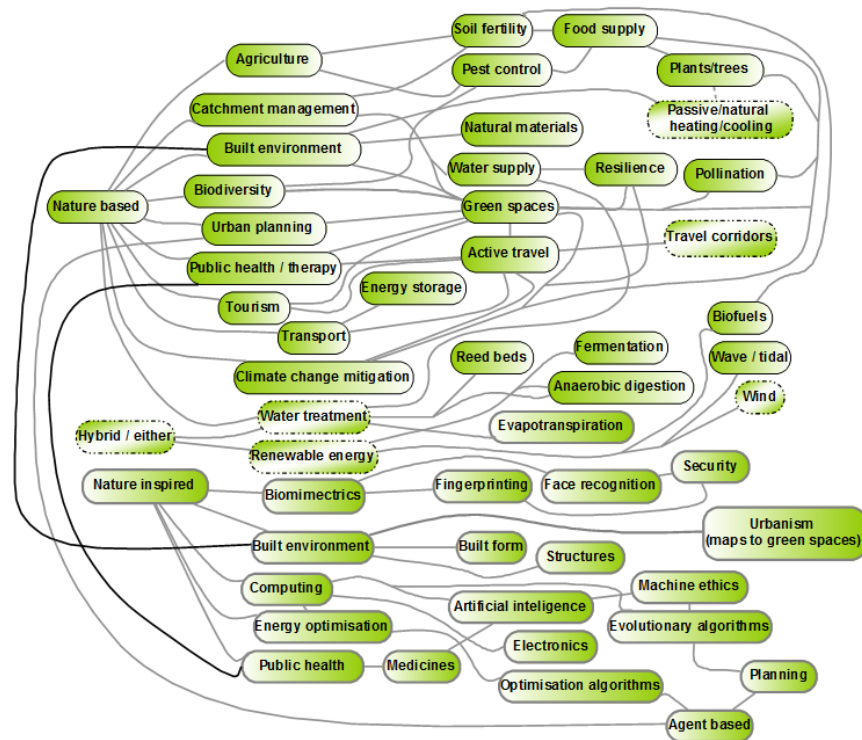 Soil fertility
Food supply
Agriculture
Pest control
Plants/trees
Catchment management
Passive/natural
heating/cooling
Natural materials
Built environment
Water supply
Resilience
Pollination
Biodiversity
Nature based
Green spaces
Urban planning
Travel corridors
Active travel
Public health / therapy
Energy storage
Tourism
Biofuels
Transport
Fermentation
Reed beds
Wave / tidal
Climate change mitigation
Anaerobic digestion
Wind
Water treatment
Evapotranspiration
Hybrid / either
Renewable energy
Security
Nature inspired
Biomimectrics
Fingerprinting
Face recognition
Urbanism
(maps to green spaces)
Built environment
Built form
Structures
Computing
Machine ethics
Artificial inteligence
Energy optimisation
Evolutionary algorithms
Electronics
Public health
Medicines
Optimisation algorithms
Planning
Agent based